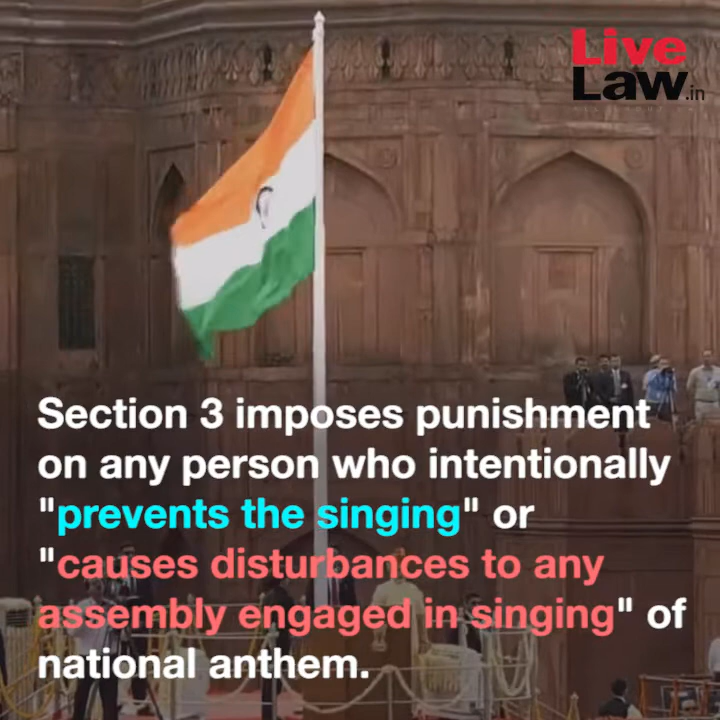 Live
Law.in
Section 3 imposes punishment
on any person who intentionally
"prevents the singing" or
"causes disturbances to any
assembly engaged in singing" of
national anthem.